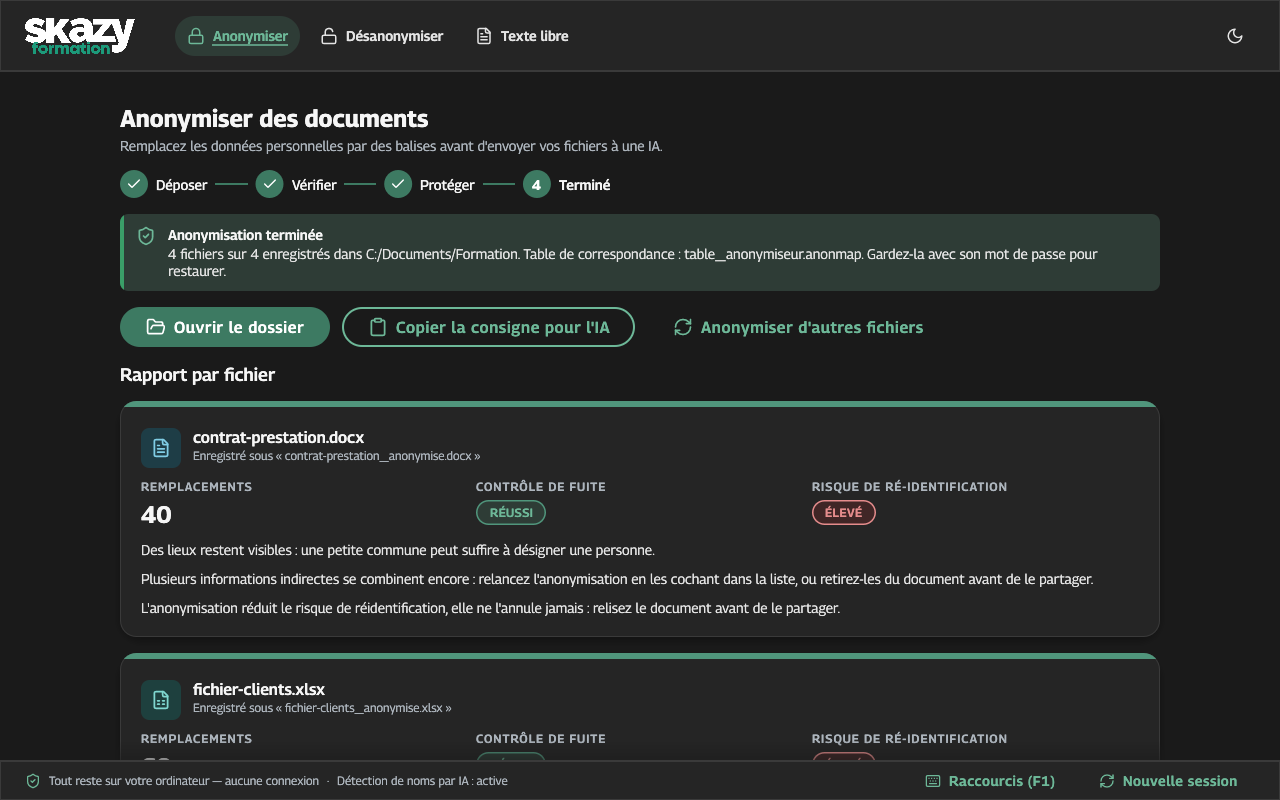 skazy
formation
Anonymiser
Désanonymiser
Texte libre
Anonymiser des documents
Remplacez les données personnelles par des balises avant d'envoyer vos fichiers à une IA.
Déposer
Vérifier
Protéger
4
Terminé
Anonymisation terminée
4 fichiers sur 4 enregistrés dans C:/Documents/Formation. Table de correspondance : table_anonymiseur.anonmap. Gardez-la avec son mot de passe pour
restaurer.
Ouvrir le dossier
Copier la consigne pour l'IA
Anonymiser d'autres fichiers
Rapport par fichier
contrat-prestation.docx
Enregistré sous « contrat-prestation_anonymise.docx »
REMPLACEMENTS
CONTRÔLE DE FUITE
RISQUE DE RÉ-IDENTIFICATION
40
RÉUSSI
ÉLEVÉ
Des lieux restent visibles : une petite commune peut suffire à désigner une personne.
Plusieurs informations indirectes se combinent encore : relancez l'anonymisation en les cochant dans la liste, ou retirez-les du document avant de le partager.
L'anonymisation réduit le risque de réidentification, elle ne l'annule jamais : relisez le document avant de le partager.
fichier-clients.xlsx
Enregistré sous « fichier-clients_anonymise.xlsx »
REMPLACEMENTS
CONTRÔLE DE FUITE
RISQUE DE RÉ-IDENTIFICATION
Tout reste sur votre ordinateur — aucune connexion · Détection de noms par IA : active
Raccourcis (F1)
Nouvelle session